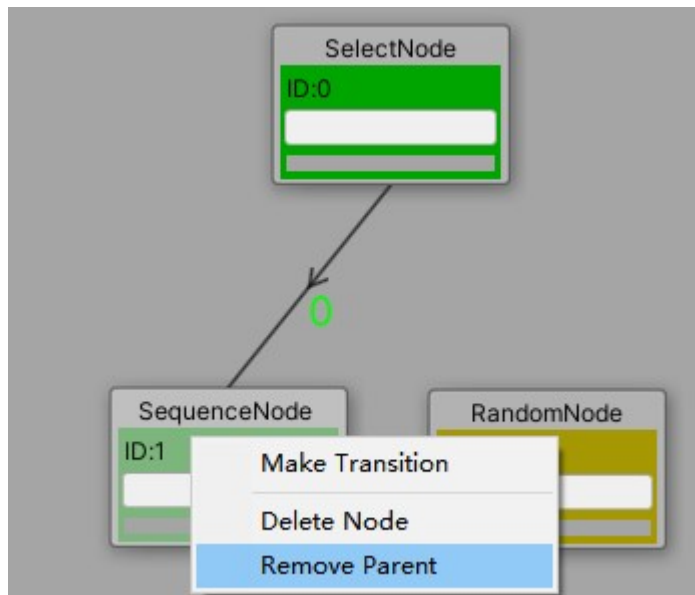 SelectNode
ID:0
0
SequenceNode
RandomNode
ID:1
Make Transition
Delete Node
Remove Parent